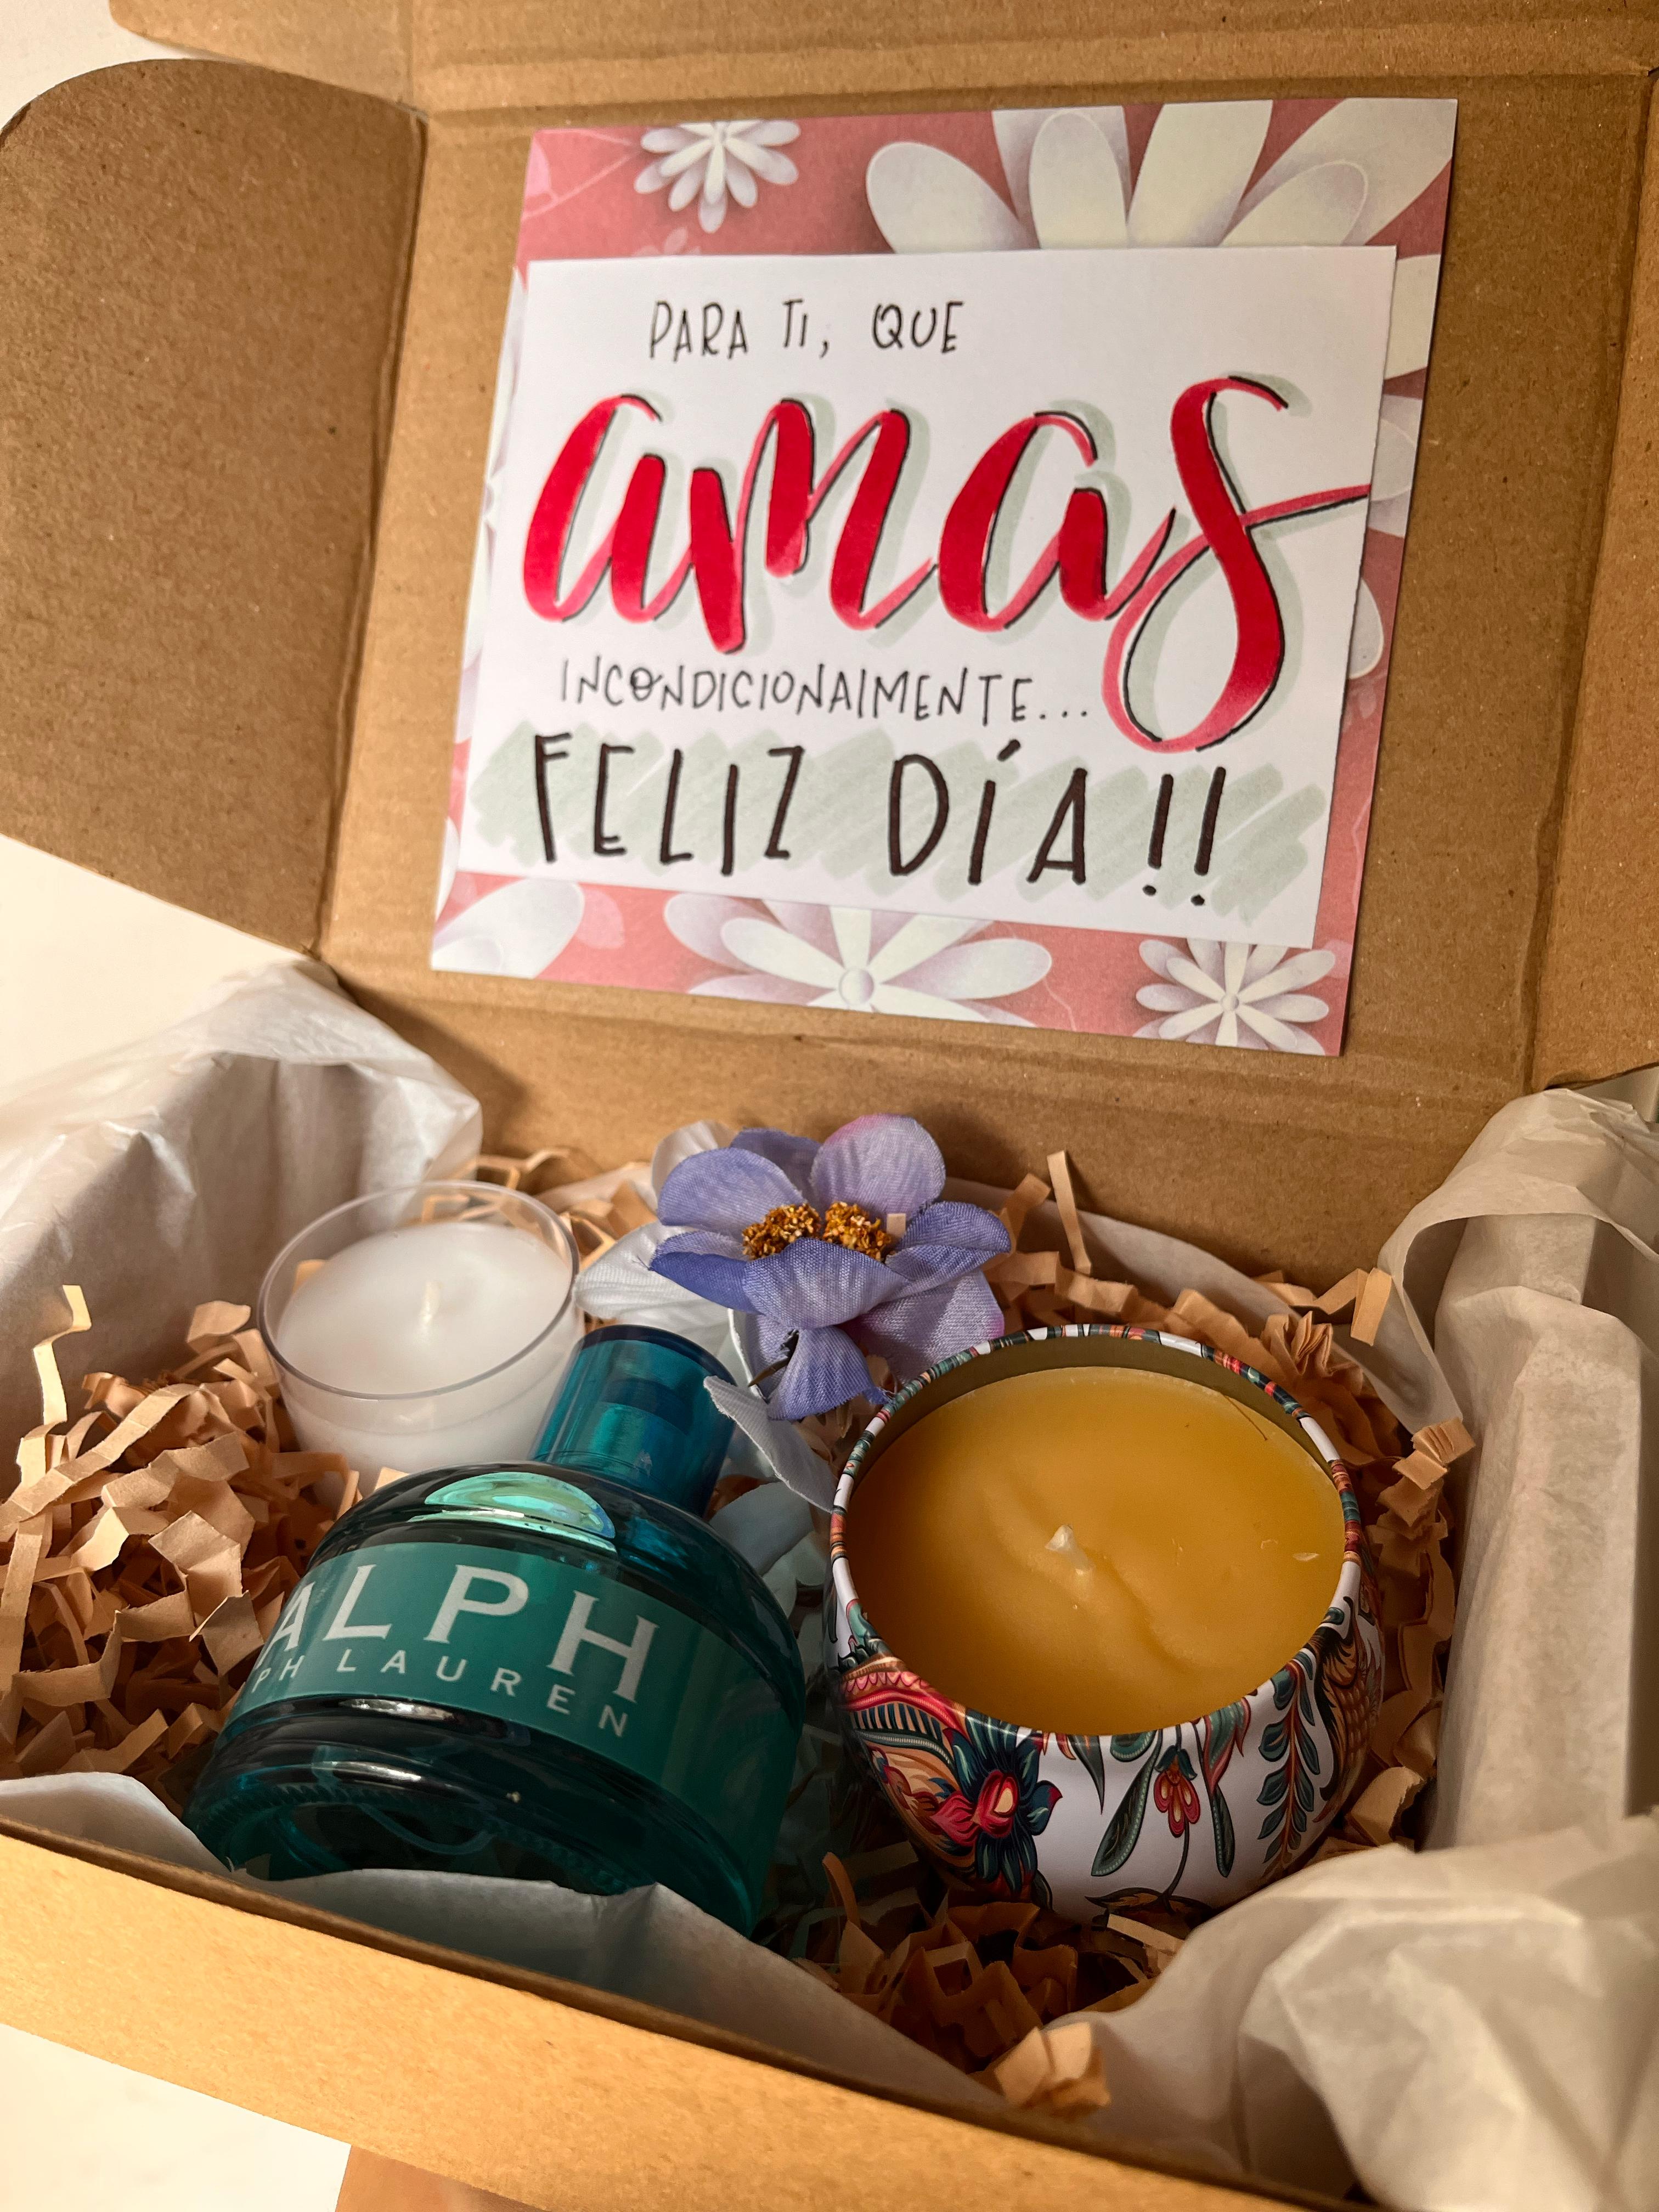 PARA TI, QUE
amas
INCONDICIONALMENTE...
FELIZ DÍA!!
ALPH
PH LAUREN